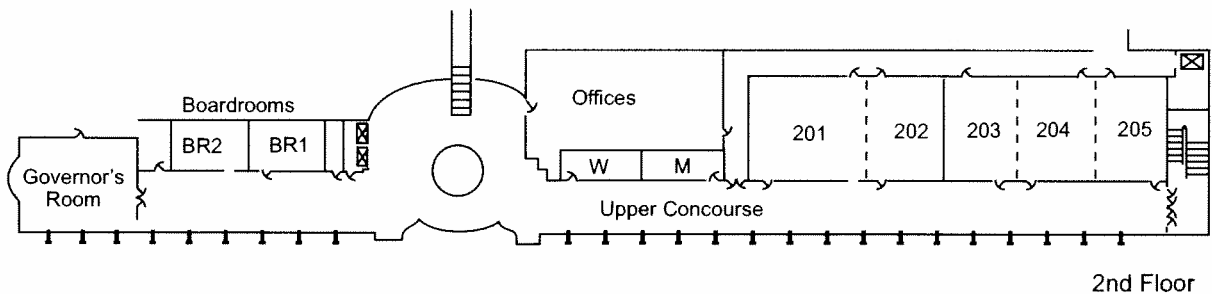 Boardrooms
Offices
BR2
BR1
201
202
203
204
205
W
M
Governor's
Room
Upper Concourse
2nd Floor